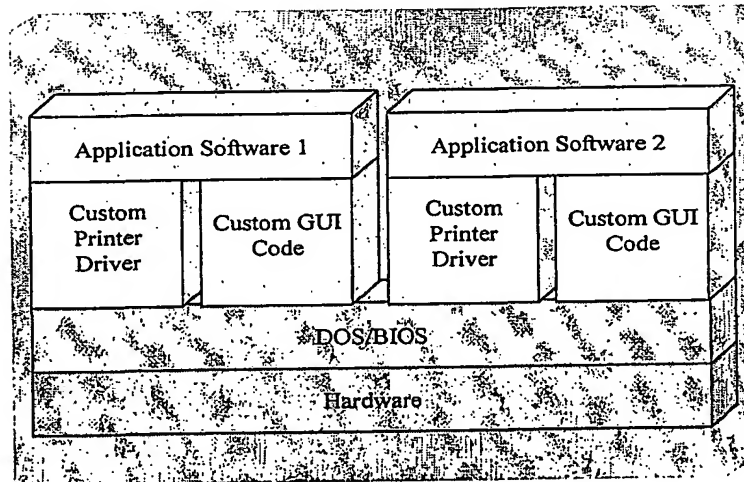 Application Software 1
Application Software 2
Custom
Printer
Driver
Custom GUI
Code
Custom
Printer
Driver
Custom GUI
Code
DOS/BIOS
Hardware